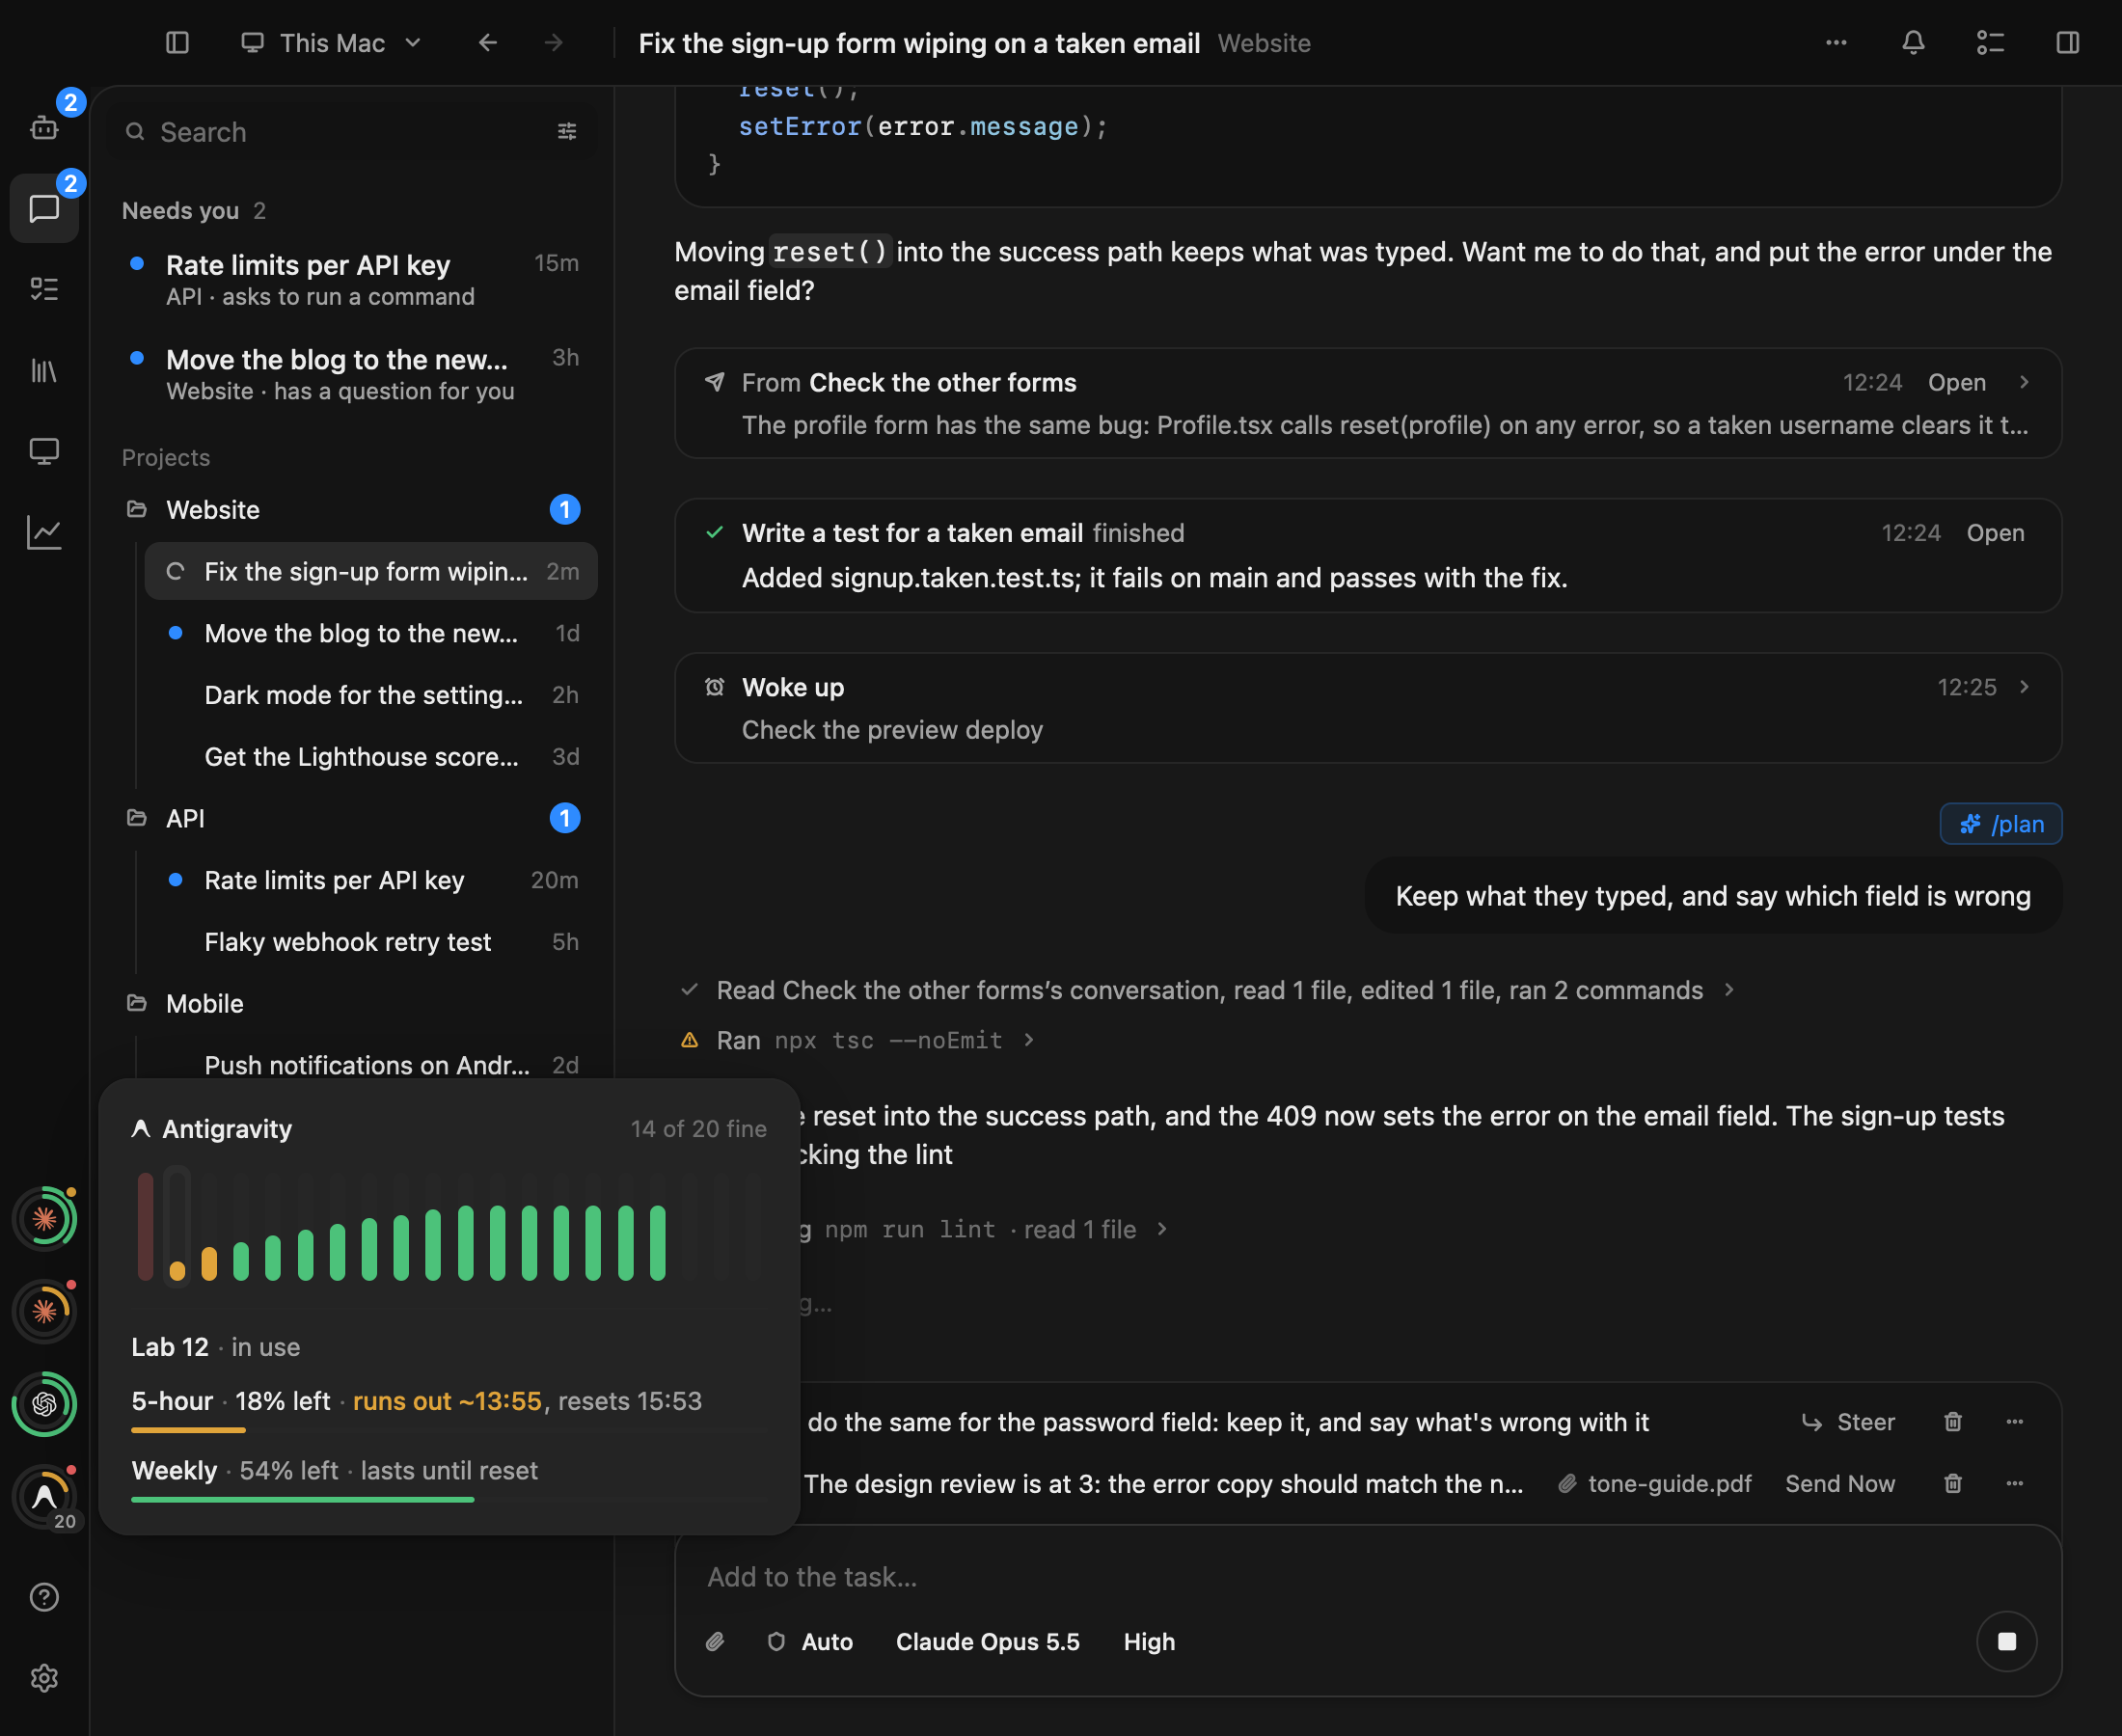 This Mac
Fix the sign-up form wiping on a taken email Website
2
2
Search
Needs you 2
Rate limits per API key 15m
API · asks to run a command
Move the blog to the new... 3h
Website · has a question for you
Projects
Website 1
Fix the sign-up form wipin... 2m
Move the blog to the new... 1d
Dark mode for the setting... 2h
Get the Lighthouse score... 3d
API 1
Rate limits per API key 20m
Flaky webhook retry test 5h
Mobile
Push notifications on Andr... 2d
Antigravity 14 of 20 fine
Lab 12 · in use
5-hour · 18% left · runs out ~13:55, resets 15:53
Weekly · 54% left · lasts until reset
20
reset();
setError(error.message);
}
Moving reset() into the success path keeps what was typed. Want me to do that, and put the error under the
email field?
From Check the other forms 12:24 Open
The profile form has the same bug: Profile.tsx calls reset(profile) on any error, so a taken username clears it t...
Write a test for a taken email finished 12:24 Open
Added signup.taken.test.ts; it fails on main and passes with the fix.
Woke up 12:25
Check the preview deploy
/plan
Keep what they typed, and say which field is wrong
Read Check the other forms’s conversation, read 1 file, edited 1 file, ran 2 commands
Ran npx tsc --noEmit
reset into the success path, and the 409 now sets the error on the email field. The sign-up tests
cking the lint
g npm run lint · read 1 file
g...
do the same for the password field: keep it, and say what's wrong with it Steer
The design review is at 3: the error copy should match the n... tone-guide.pdf Send Now
Add to the task...
Auto Claude Opus 5.5 High